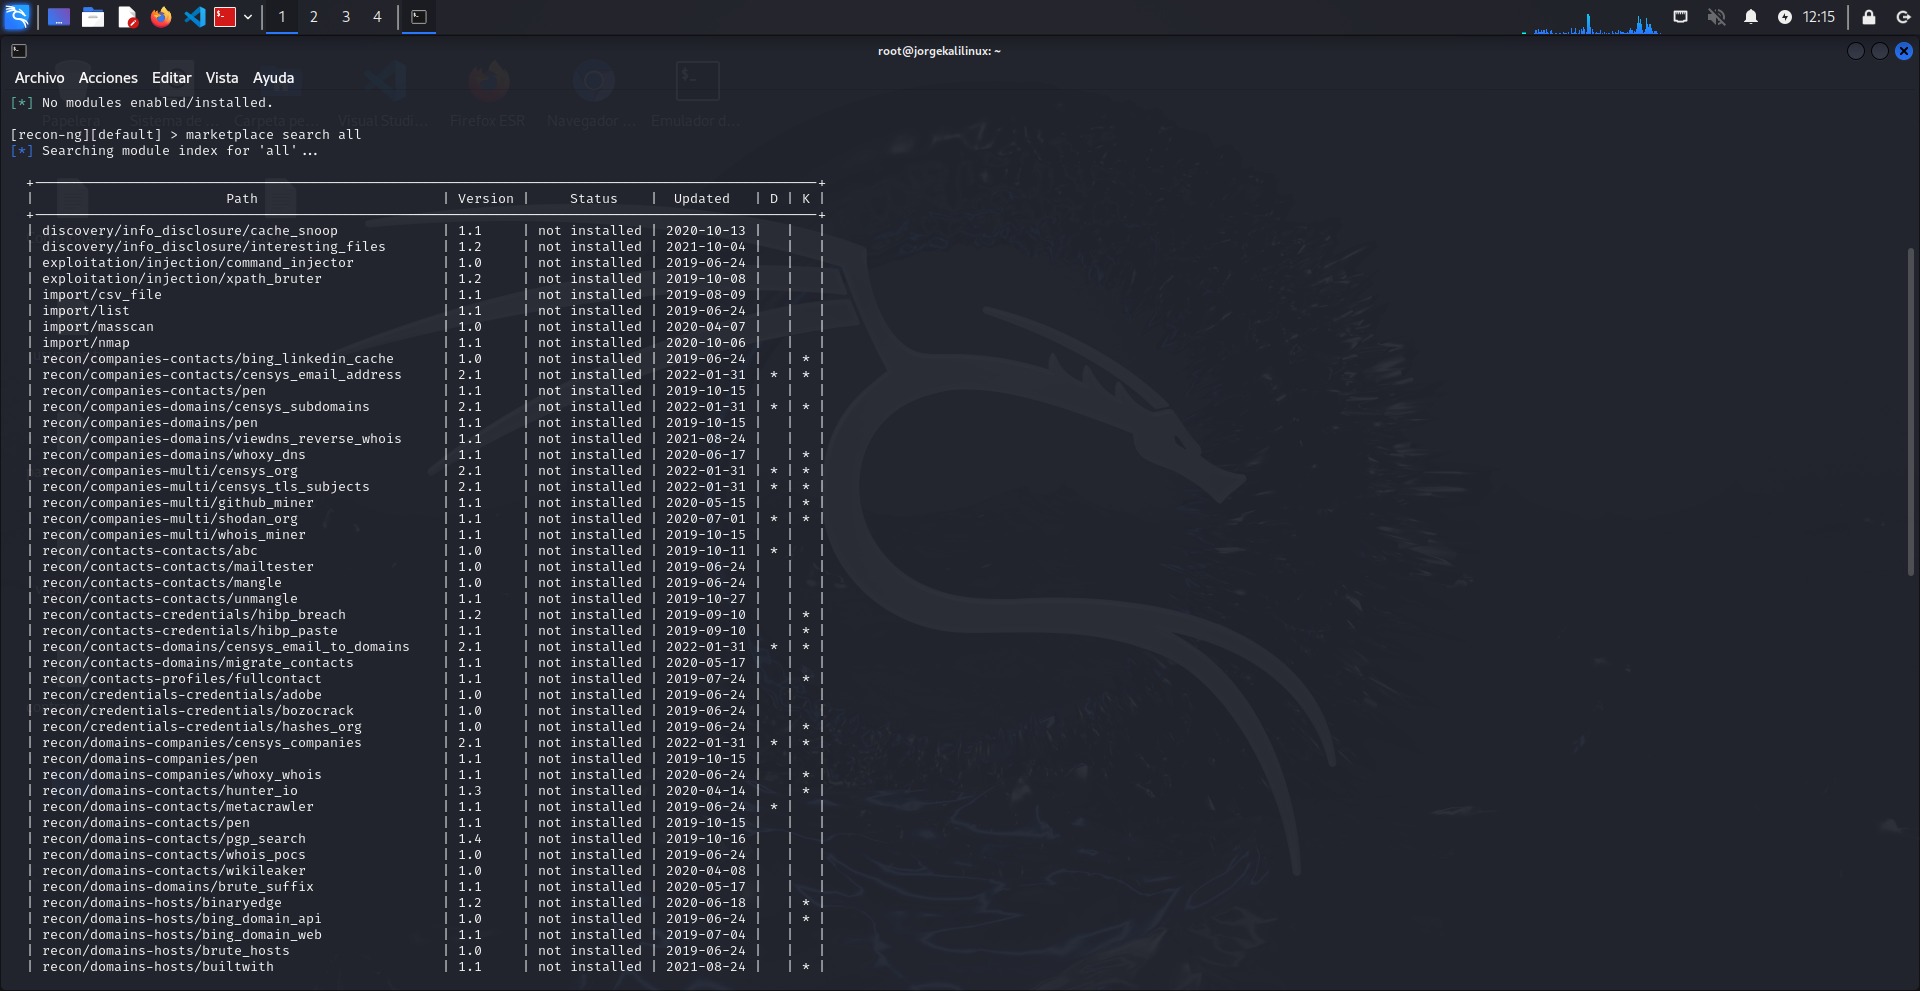 1 2 3 4 12:15
root@jorgekalilinux: ~
Archivo Acciones Editar Vista Ayuda
[*] No modules enabled/installed.
Papelera Sistema de ... Carpeta pe... Visual Studi... Firefox ESR Navegador ... Emulador d...
[recon-ng][default] > marketplace search all
[*] Searching module index for 'all'...
| Path | Version | Status | Updated | D | K |
| discovery/info_disclosure/cache_snoop | 1.1 | not installed | 2020-10-13 | | |
| discovery/info_disclosure/interesting_files | 1.2 | not installed | 2021-10-04 | | |
| exploitation/injection/command_injector | 1.0 | not installed | 2019-06-24 | | |
| exploitation/injection/xpath_bruter | 1.2 | not installed | 2019-10-08 | | |
| import/csv_file | 1.1 | not installed | 2019-08-09 | | |
| import/list | 1.1 | not installed | 2019-06-24 | | |
| import/masscan | 1.0 | not installed | 2020-04-07 | | |
| import/nmap | 1.1 | not installed | 2020-10-06 | | |
| recon/companies-contacts/bing_linkedin_cache | 1.0 | not installed | 2019-06-24 | | * |
| recon/companies-contacts/censys_email_address | 2.1 | not installed | 2022-01-31 | * | * |
| recon/companies-contacts/pen | 1.1 | not installed | 2019-10-15 | | |
| recon/companies-domains/censys_subdomains | 2.1 | not installed | 2022-01-31 | * | * |
| recon/companies-domains/pen | 1.1 | not installed | 2019-10-15 | | |
| recon/companies-domains/viewdns_reverse_whois | 1.1 | not installed | 2021-08-24 | | |
| recon/companies-domains/whoxy_dns | 1.1 | not installed | 2020-06-17 | | * |
| recon/companies-multi/censys_org | 2.1 | not installed | 2022-01-31 | * | * |
| recon/companies-multi/censys_tls_subjects | 2.1 | not installed | 2022-01-31 | * | * |
| recon/companies-multi/github_miner | 1.1 | not installed | 2020-05-15 | | * |
| recon/companies-multi/shodan_org | 1.1 | not installed | 2020-07-01 | * | * |
| recon/companies-multi/whois_miner | 1.1 | not installed | 2019-10-15 | | |
| recon/contacts-contacts/abc | 1.0 | not installed | 2019-10-11 | * | |
| recon/contacts-contacts/mailtester | 1.0 | not installed | 2019-06-24 | | |
| recon/contacts-contacts/mangle | 1.0 | not installed | 2019-06-24 | | |
| recon/contacts-contacts/unmangle | 1.1 | not installed | 2019-10-27 | | |
| recon/contacts-credentials/hibp_breach | 1.2 | not installed | 2019-09-10 | | * |
| recon/contacts-credentials/hibp_paste | 1.1 | not installed | 2019-09-10 | | * |
| recon/contacts-domains/censys_email_to_domains | 2.1 | not installed | 2022-01-31 | * | * |
| recon/contacts-domains/migrate_contacts | 1.1 | not installed | 2020-05-17 | | |
| recon/contacts-profiles/fullcontact | 1.1 | not installed | 2019-07-24 | | * |
| recon/credentials-credentials/adobe | 1.0 | not installed | 2019-06-24 | | |
| recon/credentials-credentials/bozocrack | 1.0 | not installed | 2019-06-24 | | |
| recon/credentials-credentials/hashes_org | 1.0 | not installed | 2019-06-24 | | * |
| recon/domains-companies/censys_companies | 2.1 | not installed | 2022-01-31 | * | * |
| recon/domains-companies/pen | 1.1 | not installed | 2019-10-15 | | |
| recon/domains-companies/whoxy_whois | 1.1 | not installed | 2020-06-24 | | * |
| recon/domains-contacts/hunter_io | 1.3 | not installed | 2020-04-14 | | * |
| recon/domains-contacts/metacrawler | 1.1 | not installed | 2019-06-24 | * | |
| recon/domains-contacts/pen | 1.1 | not installed | 2019-10-15 | | |
| recon/domains-contacts/pgp_search | 1.4 | not installed | 2019-10-16 | | |
| recon/domains-contacts/whois_pocs | 1.0 | not installed | 2019-06-24 | | |
| recon/domains-contacts/wikileaker | 1.0 | not installed | 2020-04-08 | | |
| recon/domains-domains/brute_suffix | 1.1 | not installed | 2020-05-17 | | |
| recon/domains-hosts/binaryedge | 1.2 | not installed | 2020-06-18 | | * |
| recon/domains-hosts/bing_domain_api | 1.0 | not installed | 2019-06-24 | | * |
| recon/domains-hosts/bing_domain_web | 1.1 | not installed | 2019-07-04 | | |
| recon/domains-hosts/brute_hosts | 1.0 | not installed | 2019-06-24 | | |
| recon/domains-hosts/builtwith | 1.1 | not installed | 2021-08-24 | | * |